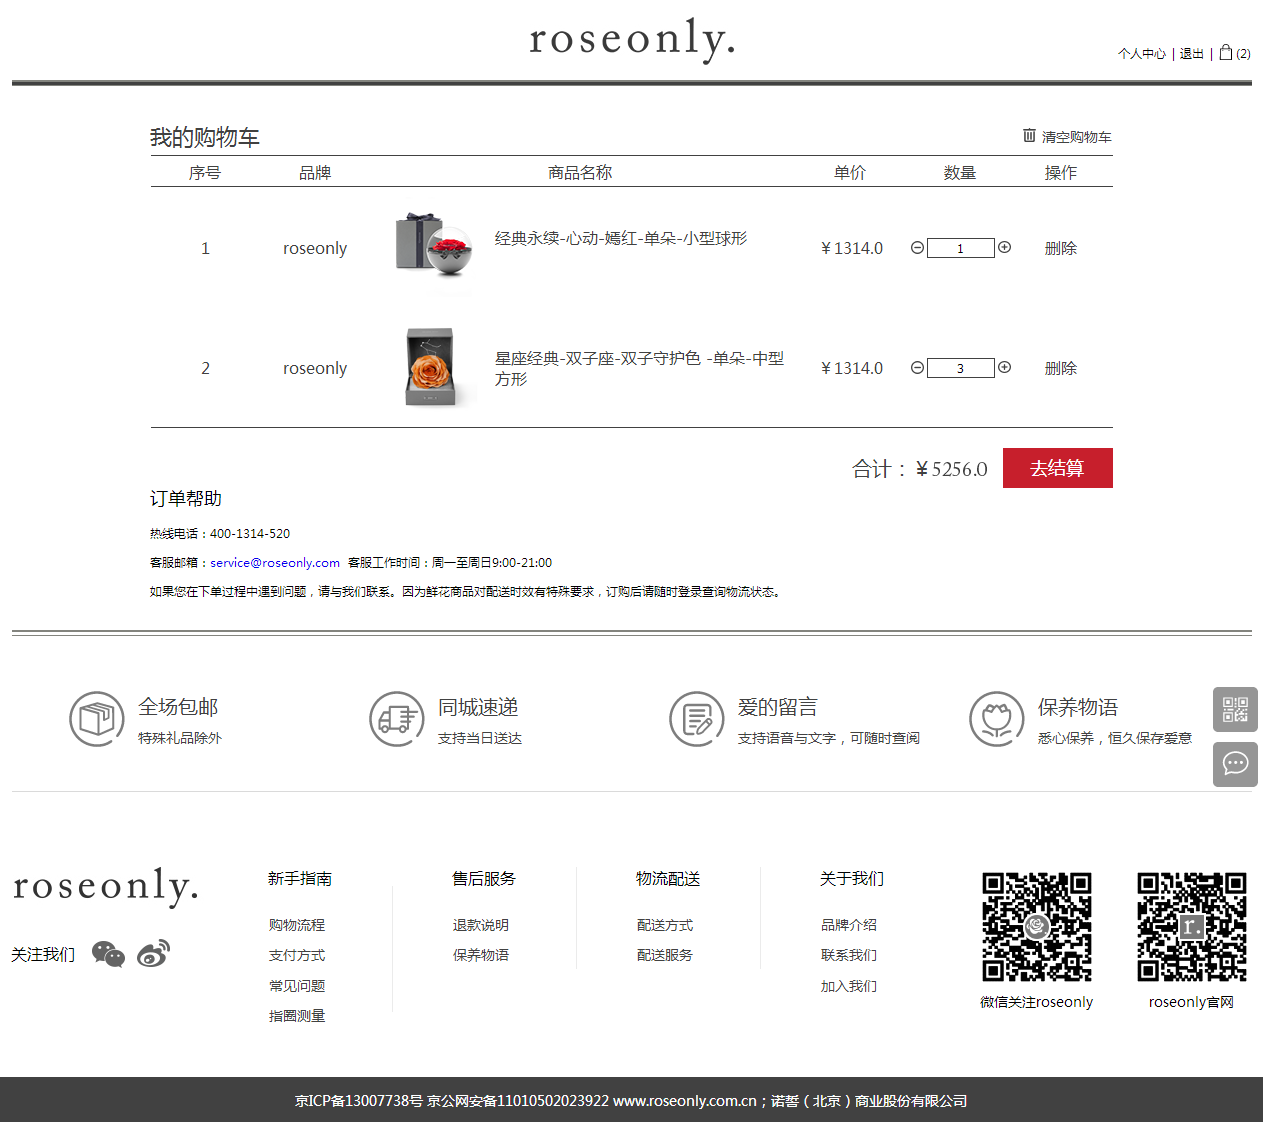 roseonly.
个人中心 | 退出 | (2)
我的购物车
清空购物车
序号 品牌 商品名称 单价 数量 操作
1 roseonly 经典永续-心动-嫣红-单朵-小型球形 ¥1314.0 1 删除
2 roseonly 星座经典-双子座-双子守护色 -单朵-中型
方形 ¥1314.0 3 删除
合计：¥5256.0 去结算
订单帮助
热线电话：400-1314-520
客服邮箱：service@roseonly.com 客服工作时间：周一至周日9:00-21:00
如果您在下单过程中遇到问题，请与我们联系。因为鲜花商品对配送时效有特殊要求，订购后请随时登录查询物流状态。
全场包邮
特殊礼品除外
同城速递
支持当日送达
爱的留言
支持语音与文字，可随时查阅
保养物语
悉心保养，恒久保存爱意
roseonly.
关注我们
新手指南
购物流程
支付方式
常见问题
指圈测量
售后服务
退款说明
保养物语
物流配送
配送方式
配送服务
关于我们
品牌介绍
联系我们
加入我们
微信关注roseonly
r.
roseonly官网
京ICP备13007738号 京公网安备11010502023922 www.roseonly.com.cn；诺誓（北京）商业股份有限公司